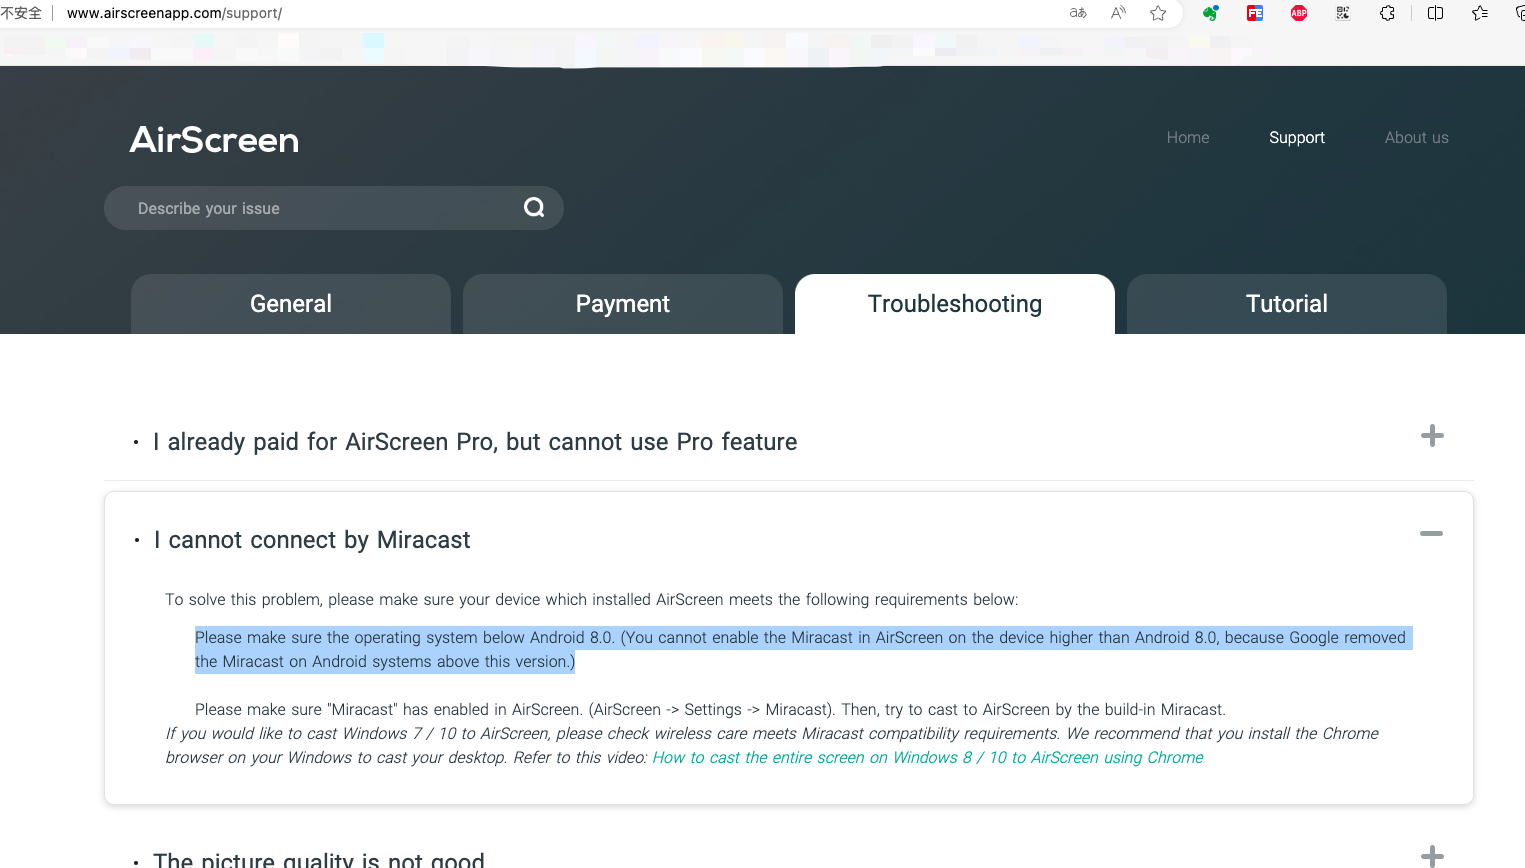 不安全 www.airscreenapp.com/support/
AirScreen
Home Support About us
Describe your issue
General Payment Troubleshooting Tutorial
· I already paid for AirScreen Pro, but cannot use Pro feature
· I cannot connect by Miracast
To solve this problem, please make sure your device which installed AirScreen meets the following requirements below:
Please make sure the operating system below Android 8.0. (You cannot enable the Miracast in AirScreen on the device higher than Android 8.0, because Google removed
the Miracast on Android systems above this version.)
Please make sure "Miracast" has enabled in AirScreen. (AirScreen -> Settings -> Miracast). Then, try to cast to AirScreen by the build-in Miracast.
If you would like to cast Windows 7 / 10 to AirScreen, please check wireless care meets Miracast compatibility requirements. We recommend that you install the Chrome
browser on your Windows to cast your desktop. Refer to this video: How to cast the entire screen on Windows 8 / 10 to AirScreen using Chrome
· The picture quality is not good